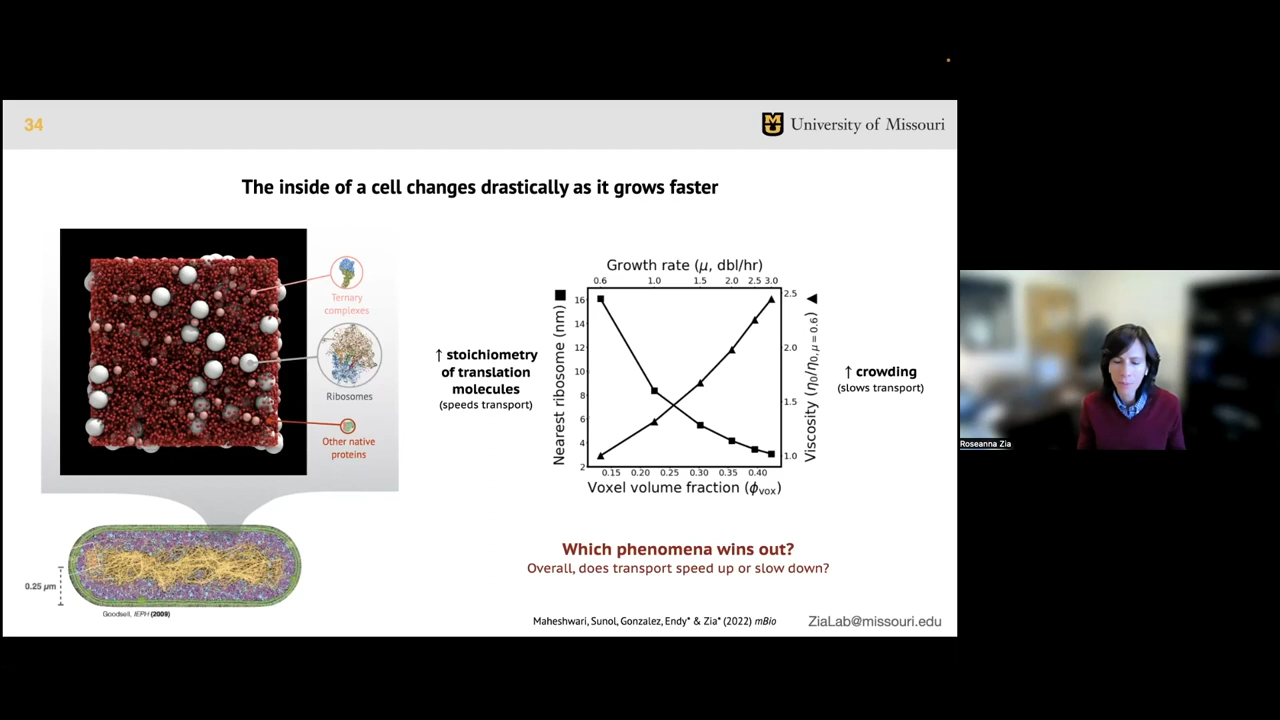 34
University of Missouri
The inside of a cell changes drastically as it grows faster
Ternary
complexes
Ribosomes
Other native
proteins
0.25 μm
Goodsell, IEPH (2009)
↑ stoichiometry
of translation
molecules
(speeds transport)
Growth rate (μ, dbl/hr)
0.6 1.0 1.5 2.0 2.5 3.0
Nearest ribosome (nm) ■
16
14
12
10
8
6
4
2
2.5
2.0
1.5
1.0
Viscosity (η₀/η₀, μ = 0.6) ▲
0.15 0.20 0.25 0.30 0.35 0.40
Voxel volume fraction (ϕvox)
↑ crowding
(slows transport)
Which phenomena wins out?
Overall, does transport speed up or slow down?
Maheshwari, Sunol, Gonzalez, Endy* & Zia* (2022) mBio
ZiaLab@missouri.edu
Roseanna Zia